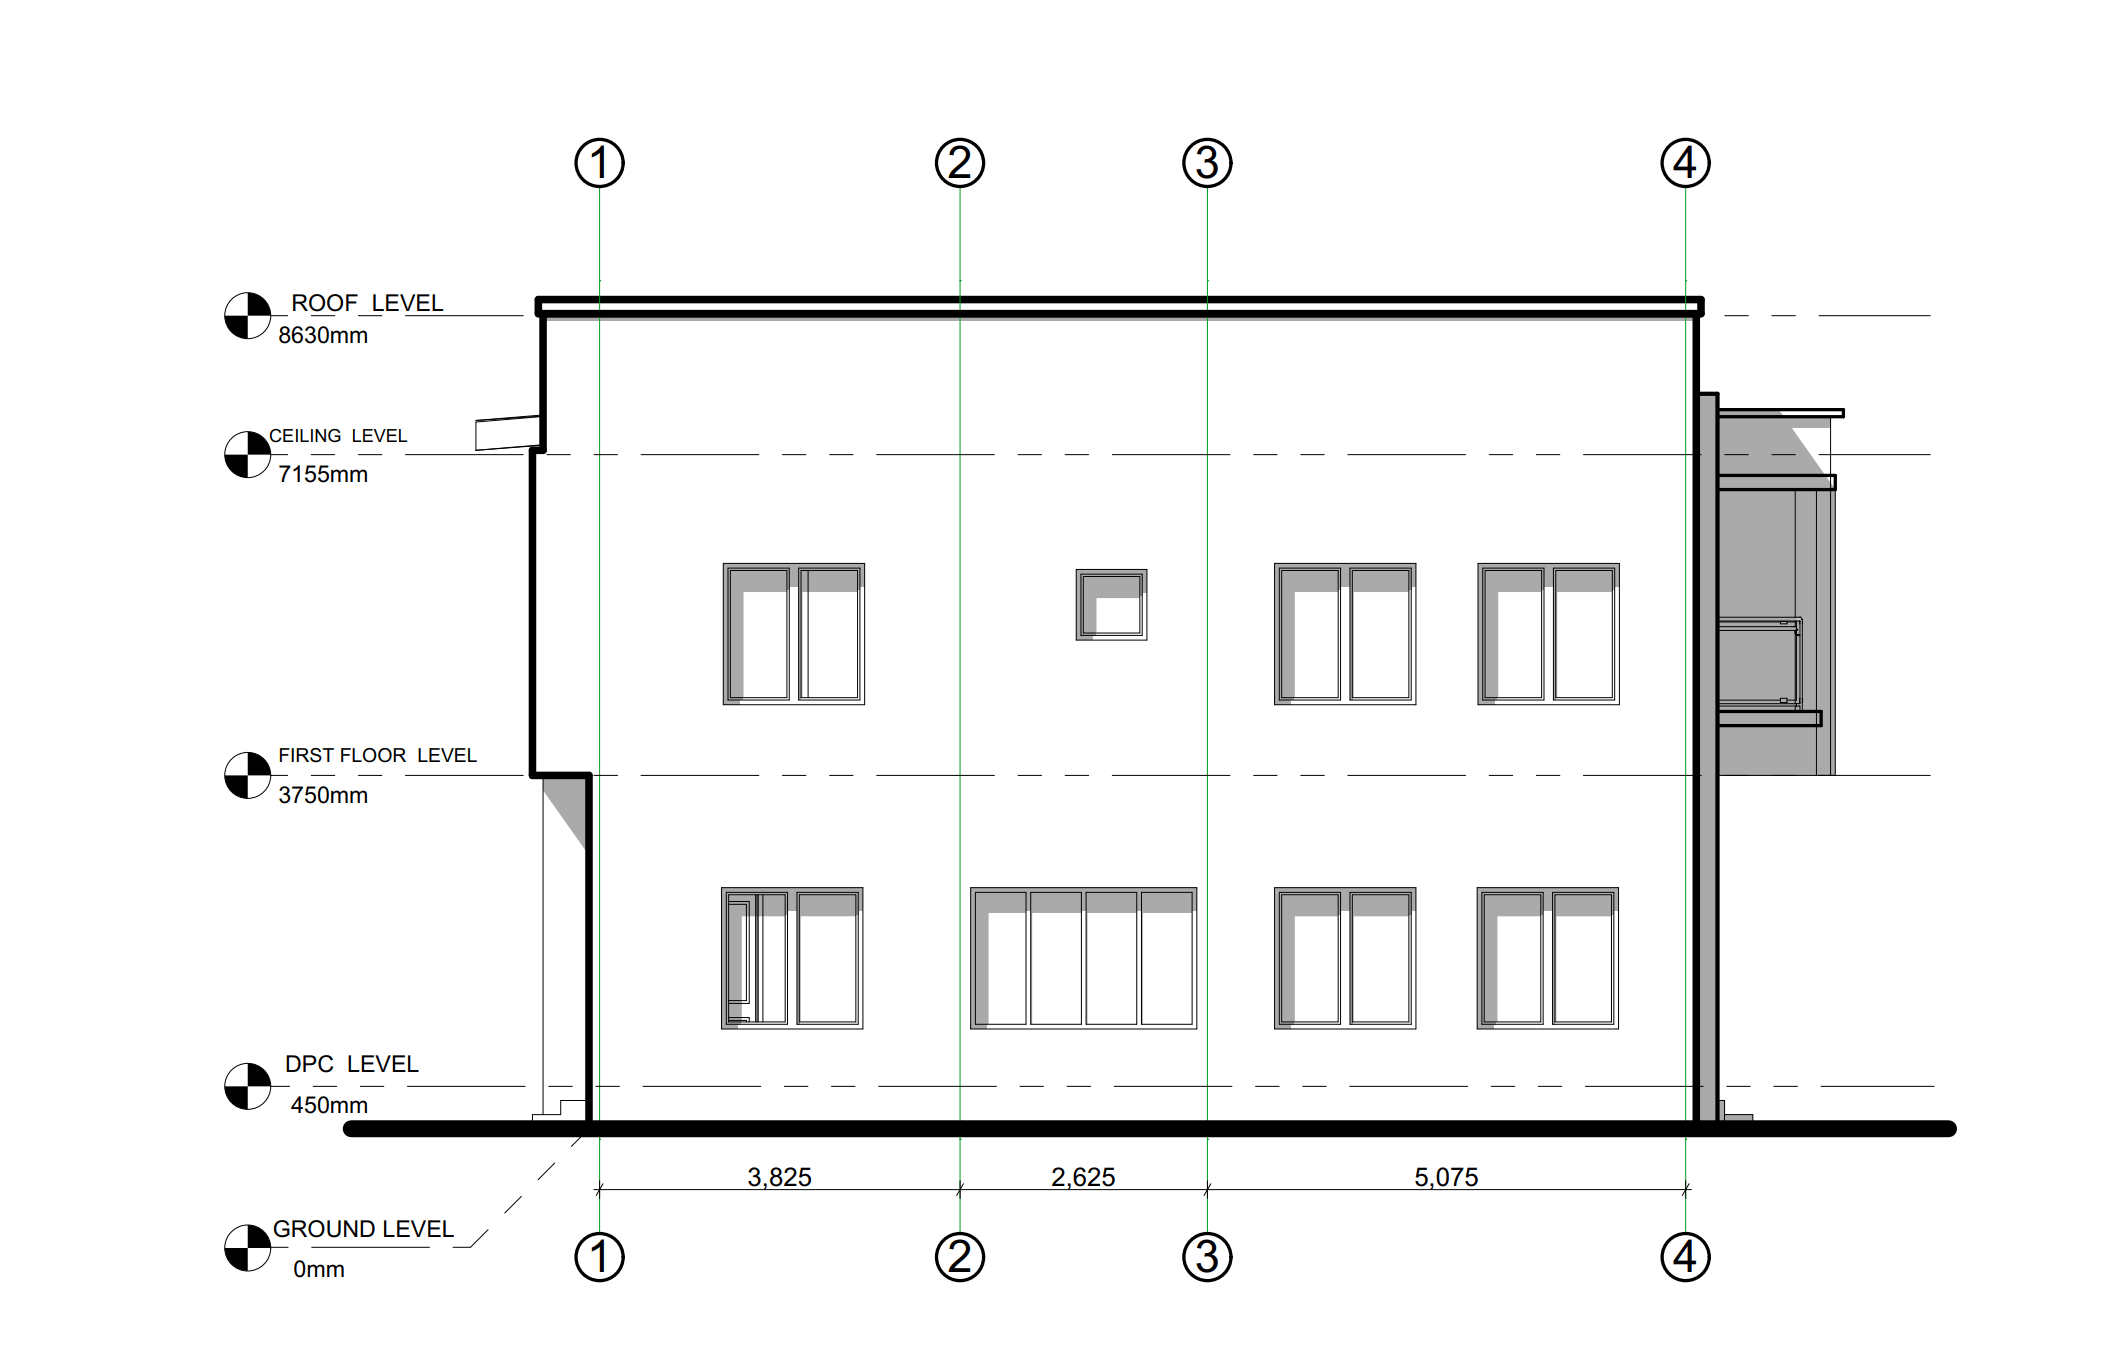 1 2 3 4
ROOF LEVEL
8630mm
CEILING LEVEL
7155mm
FIRST FLOOR LEVEL
3750mm
DPC LEVEL
450mm
3,825 2,625 5,075
GROUND LEVEL
0mm
1 2 3 4